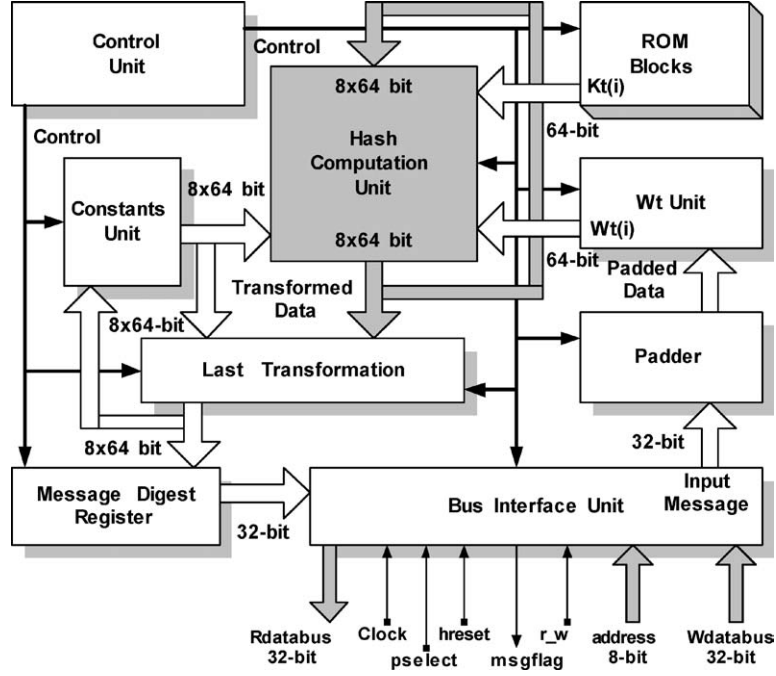 Control
Unit
Control
8x64 bit
ROM
Blocks
Kt(i)
64-bit
Hash
Computation
Unit
Control
8x64 bit
Constants
Unit
Wt Unit
Wt(i)
8x64 bit
64-bit
Transformed
Data
Padded
Data
8x64-bit
Last Transformation
Padder
8x64 bit
32-bit
Message Digest
Register
32-bit
Input
Message
Bus Interface Unit
Rdatabus
32-bit
Clock
pselect
hreset
msgflag
r_w
address
8-bit
Wdatabus
32-bit